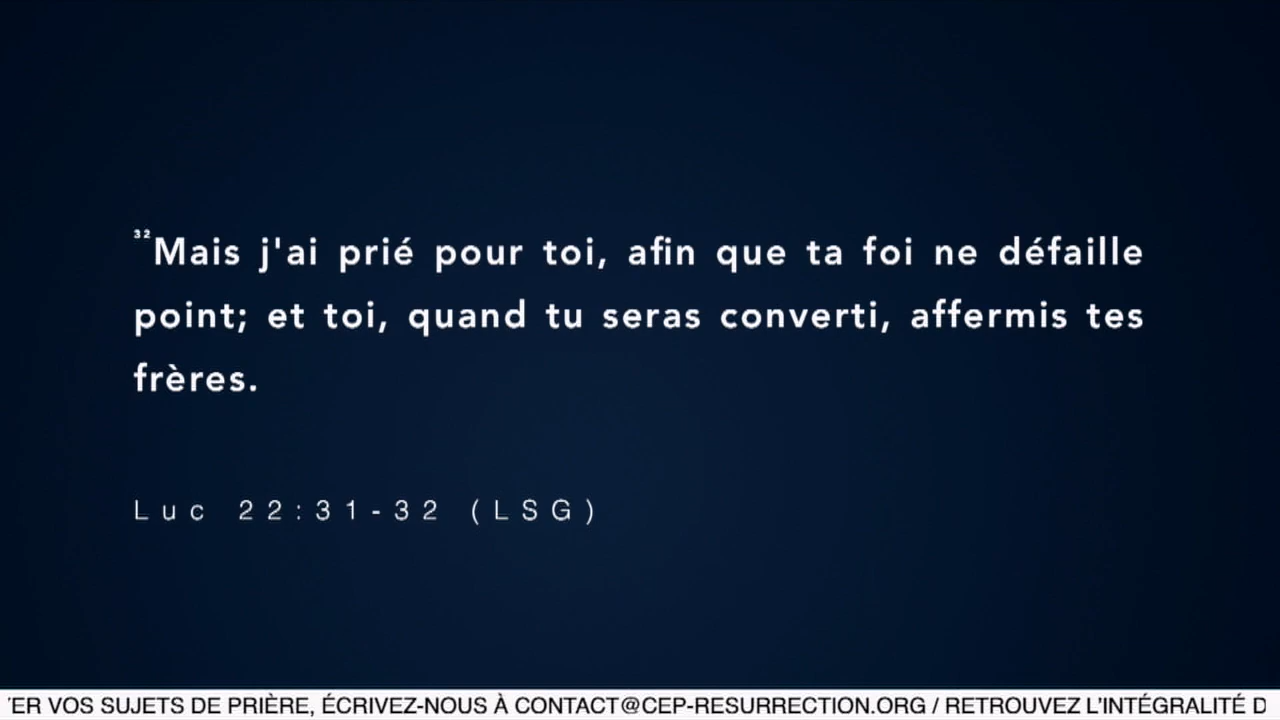 ³²Mais j'ai prié pour toi, afin que ta foi ne défaille
point; et toi, quand tu seras converti, affermis tes
frères.
Luc 22:31-32 (LSG)
ER VOS SUJETS DE PRIÈRE, ÉCRIVEZ-NOUS À CONTACT@CEP-RESURRECTION.ORG / RETROUVEZ L'INTÉGRALITÉ D